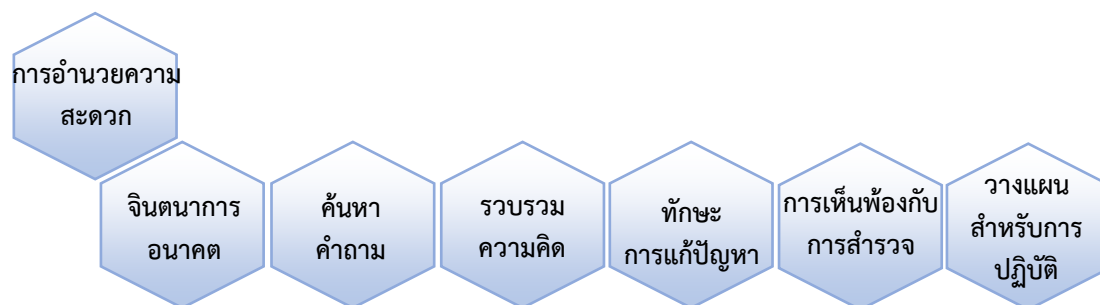 การอำนวยความ
สะดวก
จินตนาการ
อนาคต
ค้นหา
คำถาม
รวบรวม
ความคิด
ทักษะ
การแก้ปัญหา
การเห็นพ้องกับ
การสำรวจ
วางแผน
สำหรับการ
ปฏิบัติ